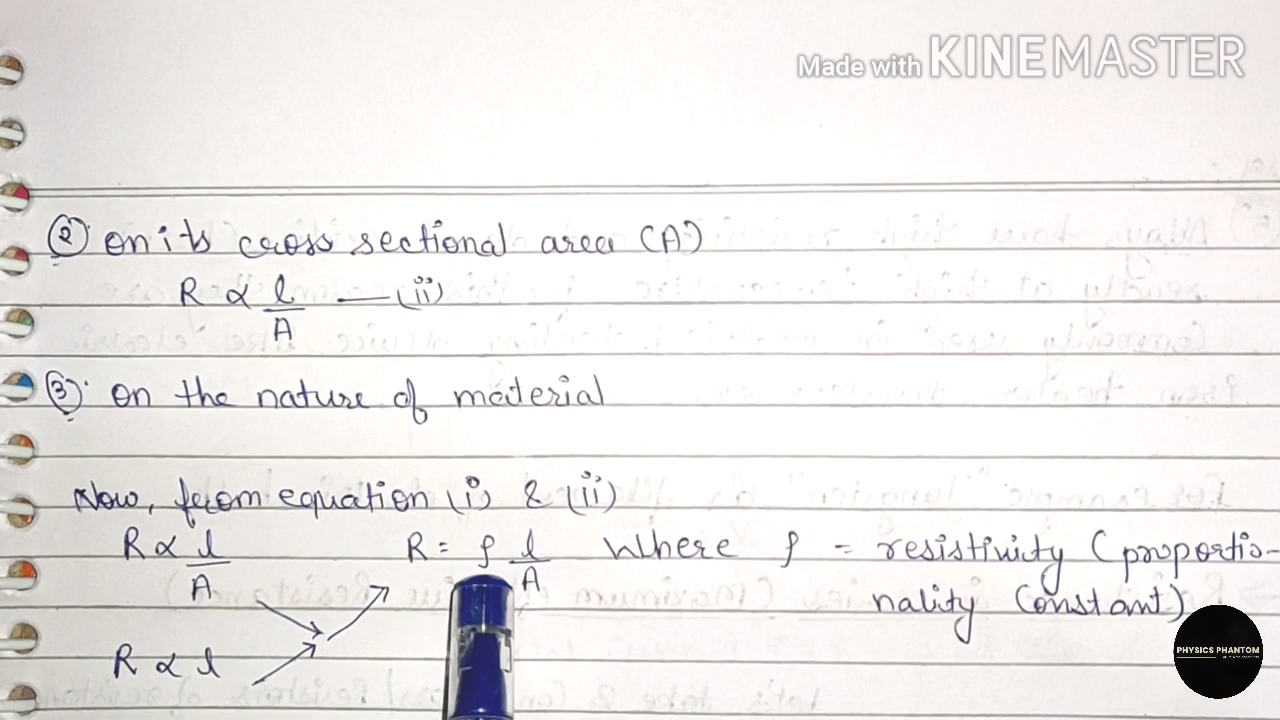 Made with KINEMASTER
② on its cross sectional area (A)
R ∝ l/A — (ii)
③ on the nature of material
Now, from equation (i) & (ii)
R ∝ l/A R = ρ l/A Where ρ = resistivity (proportio-
nality constant)
R ∝ l
PHYSICS PHANTOM